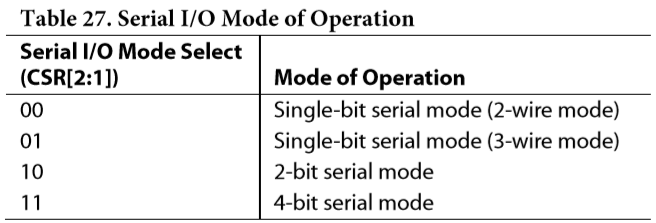 Table 27. Serial I/O Mode of Operation
Serial I/O Mode Select
(CSR[2:1]) Mode of Operation
00 Single-bit serial mode (2-wire mode)
01 Single-bit serial mode (3-wire mode)
10 2-bit serial mode
11 4-bit serial mode